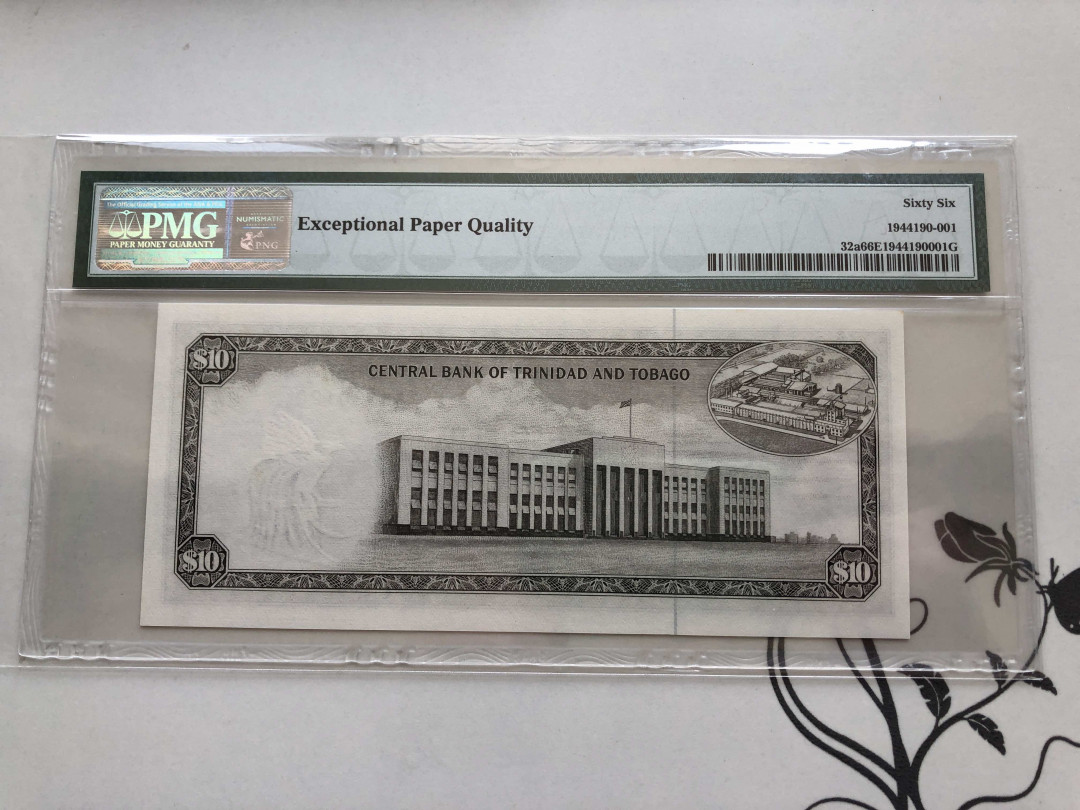 PMG
PAPER MONEY GUARANTY
NUMISMATIC
PNG
Exceptional Paper Quality
Sixty Six
1944190-001
32a66E1944190001G
$10
CENTRAL BANK OF TRINIDAD AND TOBAGO
$10
$10